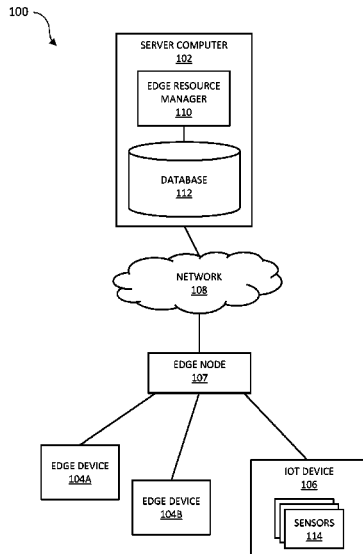 100
SERVER COMPUTER
102
EDGE RESOURCE
MANAGER
110
DATABASE
112
NETWORK
108
EDGE NODE
107
EDGE DEVICE
104A
EDGE DEVICE
104B
IOT DEVICE
106
SENSORS
114